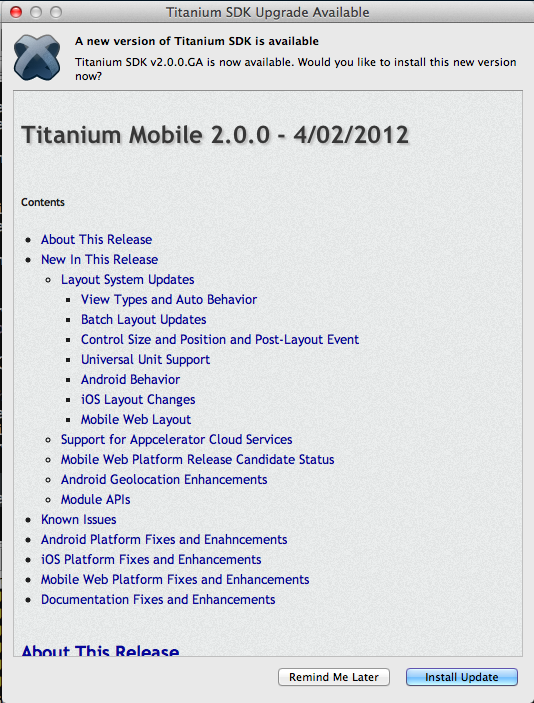 Titanium SDK Upgrade Available
A new version of Titanium SDK is available
Titanium SDK v2.0.0.GA is now available. Would you like to install this new version
now?
Titanium Mobile 2.0.0 - 4/02/2012
Contents
About This Release
New In This Release
Layout System Updates
View Types and Auto Behavior
Batch Layout Updates
Control Size and Position and Post-Layout Event
Universal Unit Support
Android Behavior
iOS Layout Changes
Mobile Web Layout
Support for Appcelerator Cloud Services
Mobile Web Platform Release Candidate Status
Android Geolocation Enhancements
Module APIs
Known Issues
Android Platform Fixes and Enahncements
iOS Platform Fixes and Enhancements
Mobile Web Platform Fixes and Enhancements
Documentation Fixes and Enhancements
About This Release
Remind Me Later
Install Update